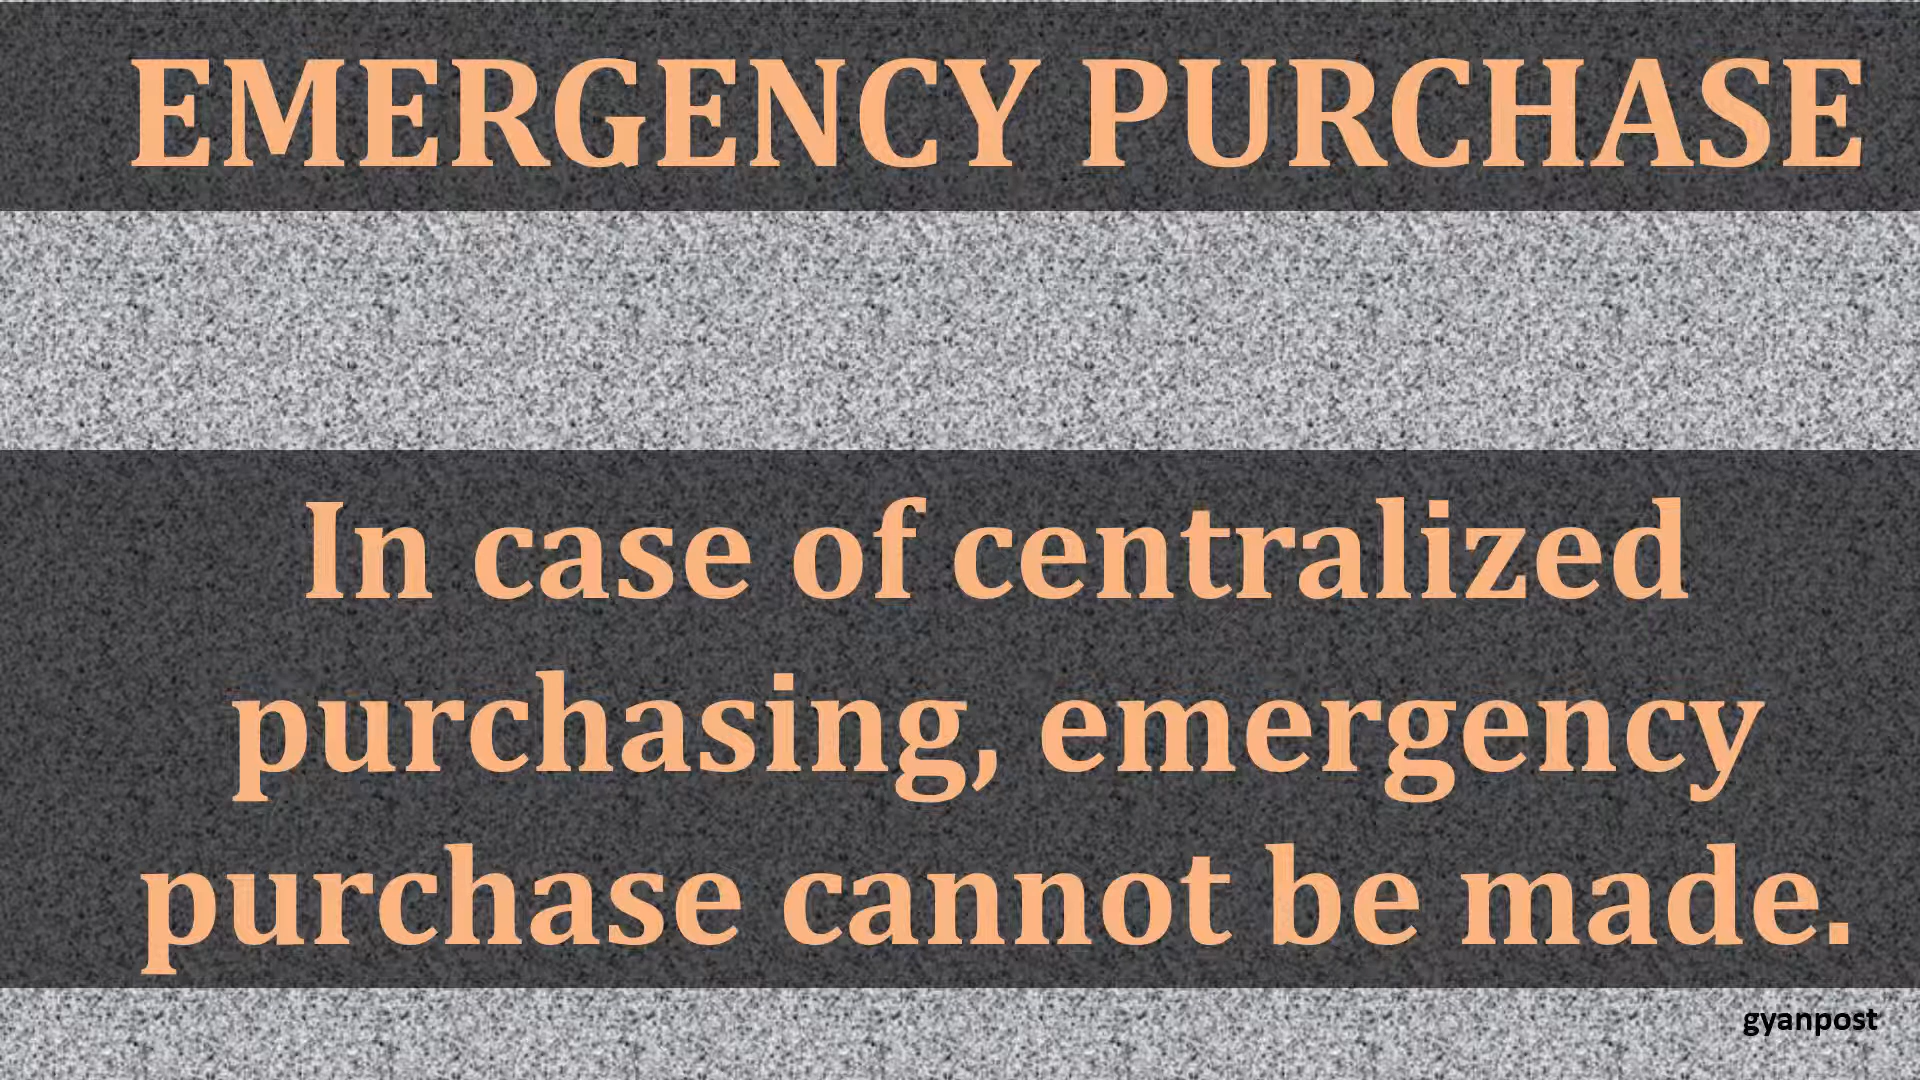 EMERGENCY PURCHASE
In case of centralized
purchasing, emergency
purchase cannot be made.
gyanpost